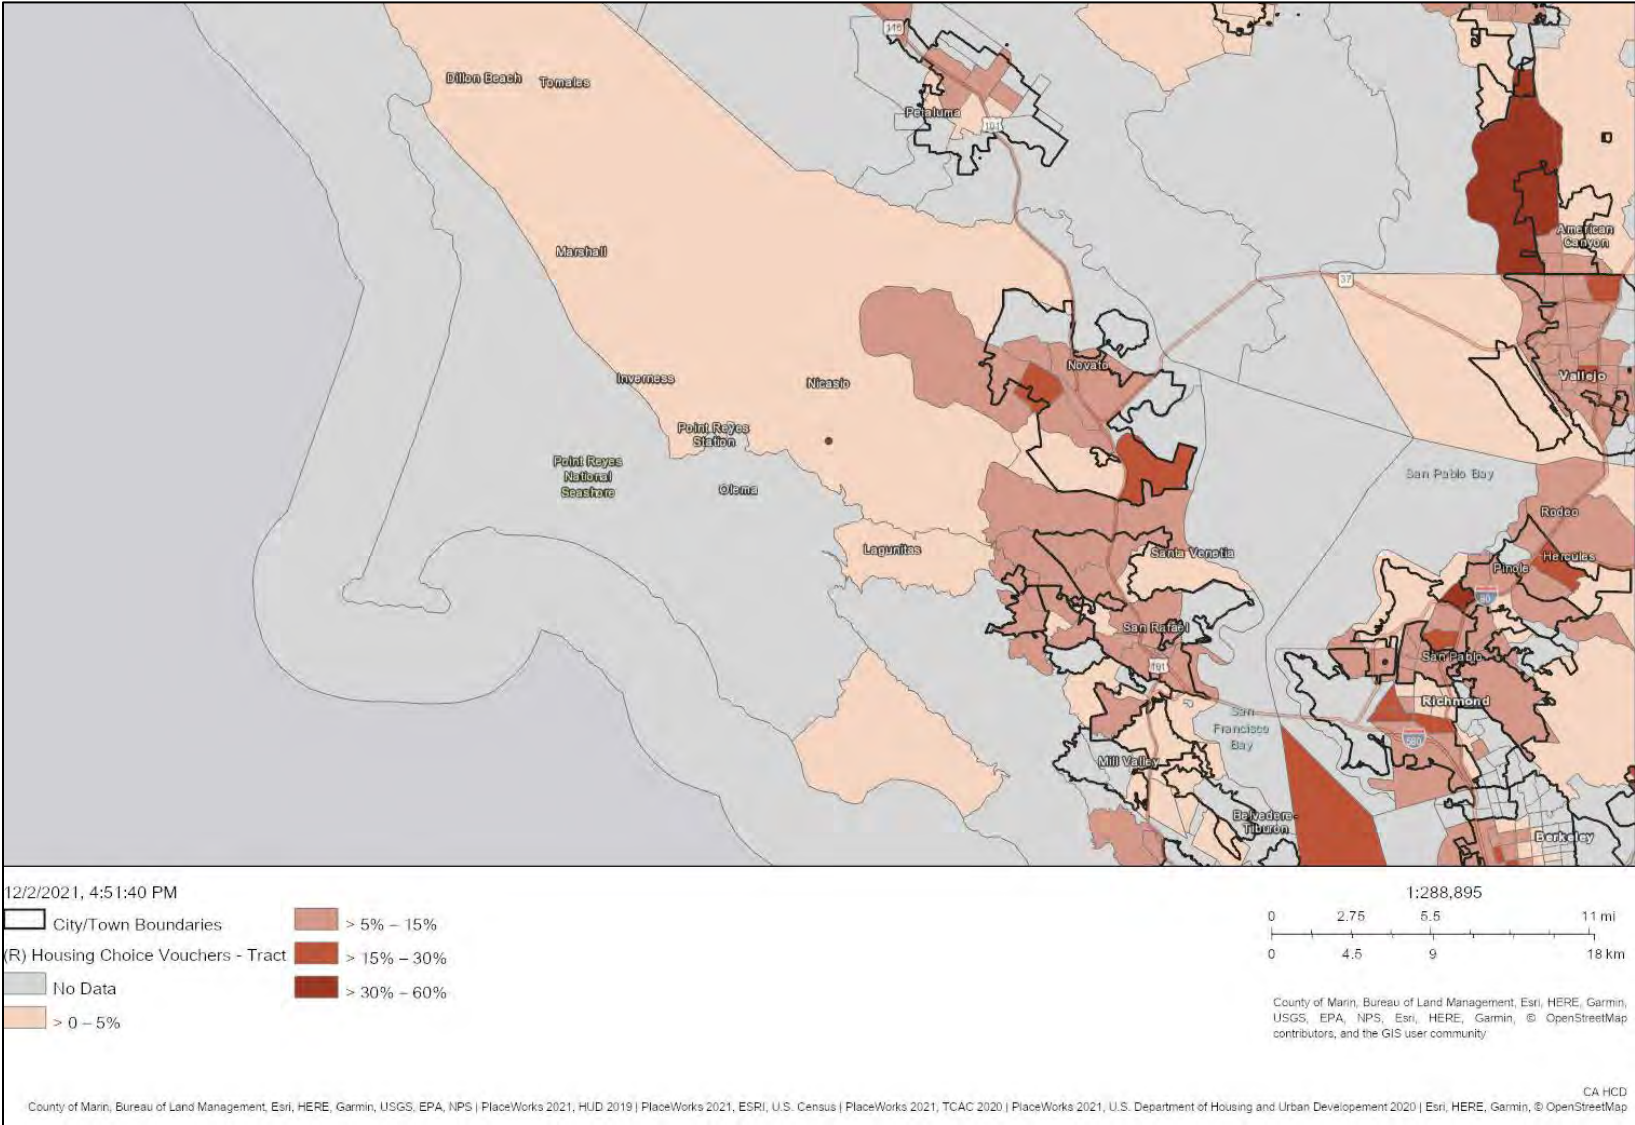 146
Dillon Beach
Tomales
Petaluma
101
American
Canyon
Marshall
37
Novato
Vallejo
Inverness
Nicasio
Point Reyes
Station
Point Reyes
National
Seashore
Olema
San Pablo Bay
Rodeo
Lagunitas
Santa Venetia
Hercules
Pinole
80
San Rafael
San Pablo
101
Richmond
San
Francisco
Bay
580
Mill Valley
Belvedere-
Tiburon
Berkeley
12/2/2021, 4:51:40 PM
City/Town Boundaries
(R) Housing Choice Vouchers - Tract
No Data
> 0 – 5%
> 5% – 15%
> 15% – 30%
> 30% - 60%
1:288,895
0 2.75 5.5 11 mi
0 4.5 9 18 km
County of Marin, Bureau of Land Management, Esri, HERE, Garmin,
USGS, EPA, NPS, Esri, HERE, Garmin, © OpenStreetMap
contributors, and the GIS user community
CA HCD
County of Marin, Bureau of Land Management, Esri, HERE, Garmin, USGS, EPA, NPS | PlaceWorks 2021, HUD 2019 | PlaceWorks 2021, ESRI, U.S. Census | PlaceWorks 2021, TCAC 2020 | PlaceWorks 2021, U.S. Department of Housing and Urban Developement 2020 | Esri, HERE, Garmin, © OpenStreetMap